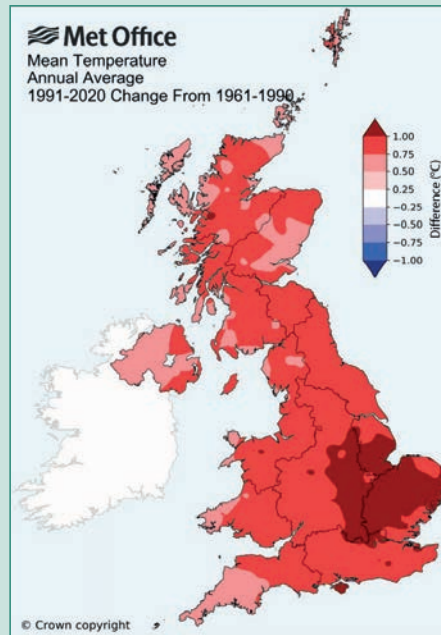 Met Office
Mean Temperature
Annual Average
1991-2020 Change From 1961-1990
1.00
0.75
0.50
0.25
−0.25
−0.50
−0.75
−1.00
Difference (°C)
© Crown copyright